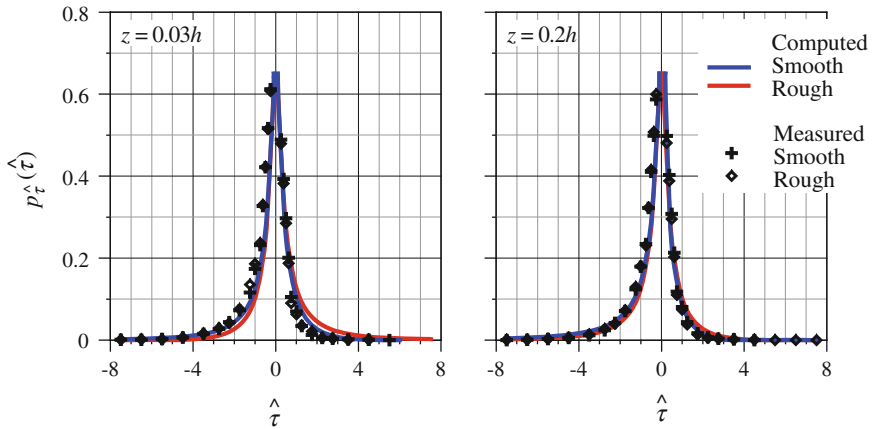 0.8
z = 0.03h
z = 0.2h
Computed
Smooth
Rough
0.6
Measured
Smooth
Rough
p_τ̂(τ̂)
0.4
0.2
0
-8 -4 0 4 8
-8 -4 0 4 8
τ̂
τ̂